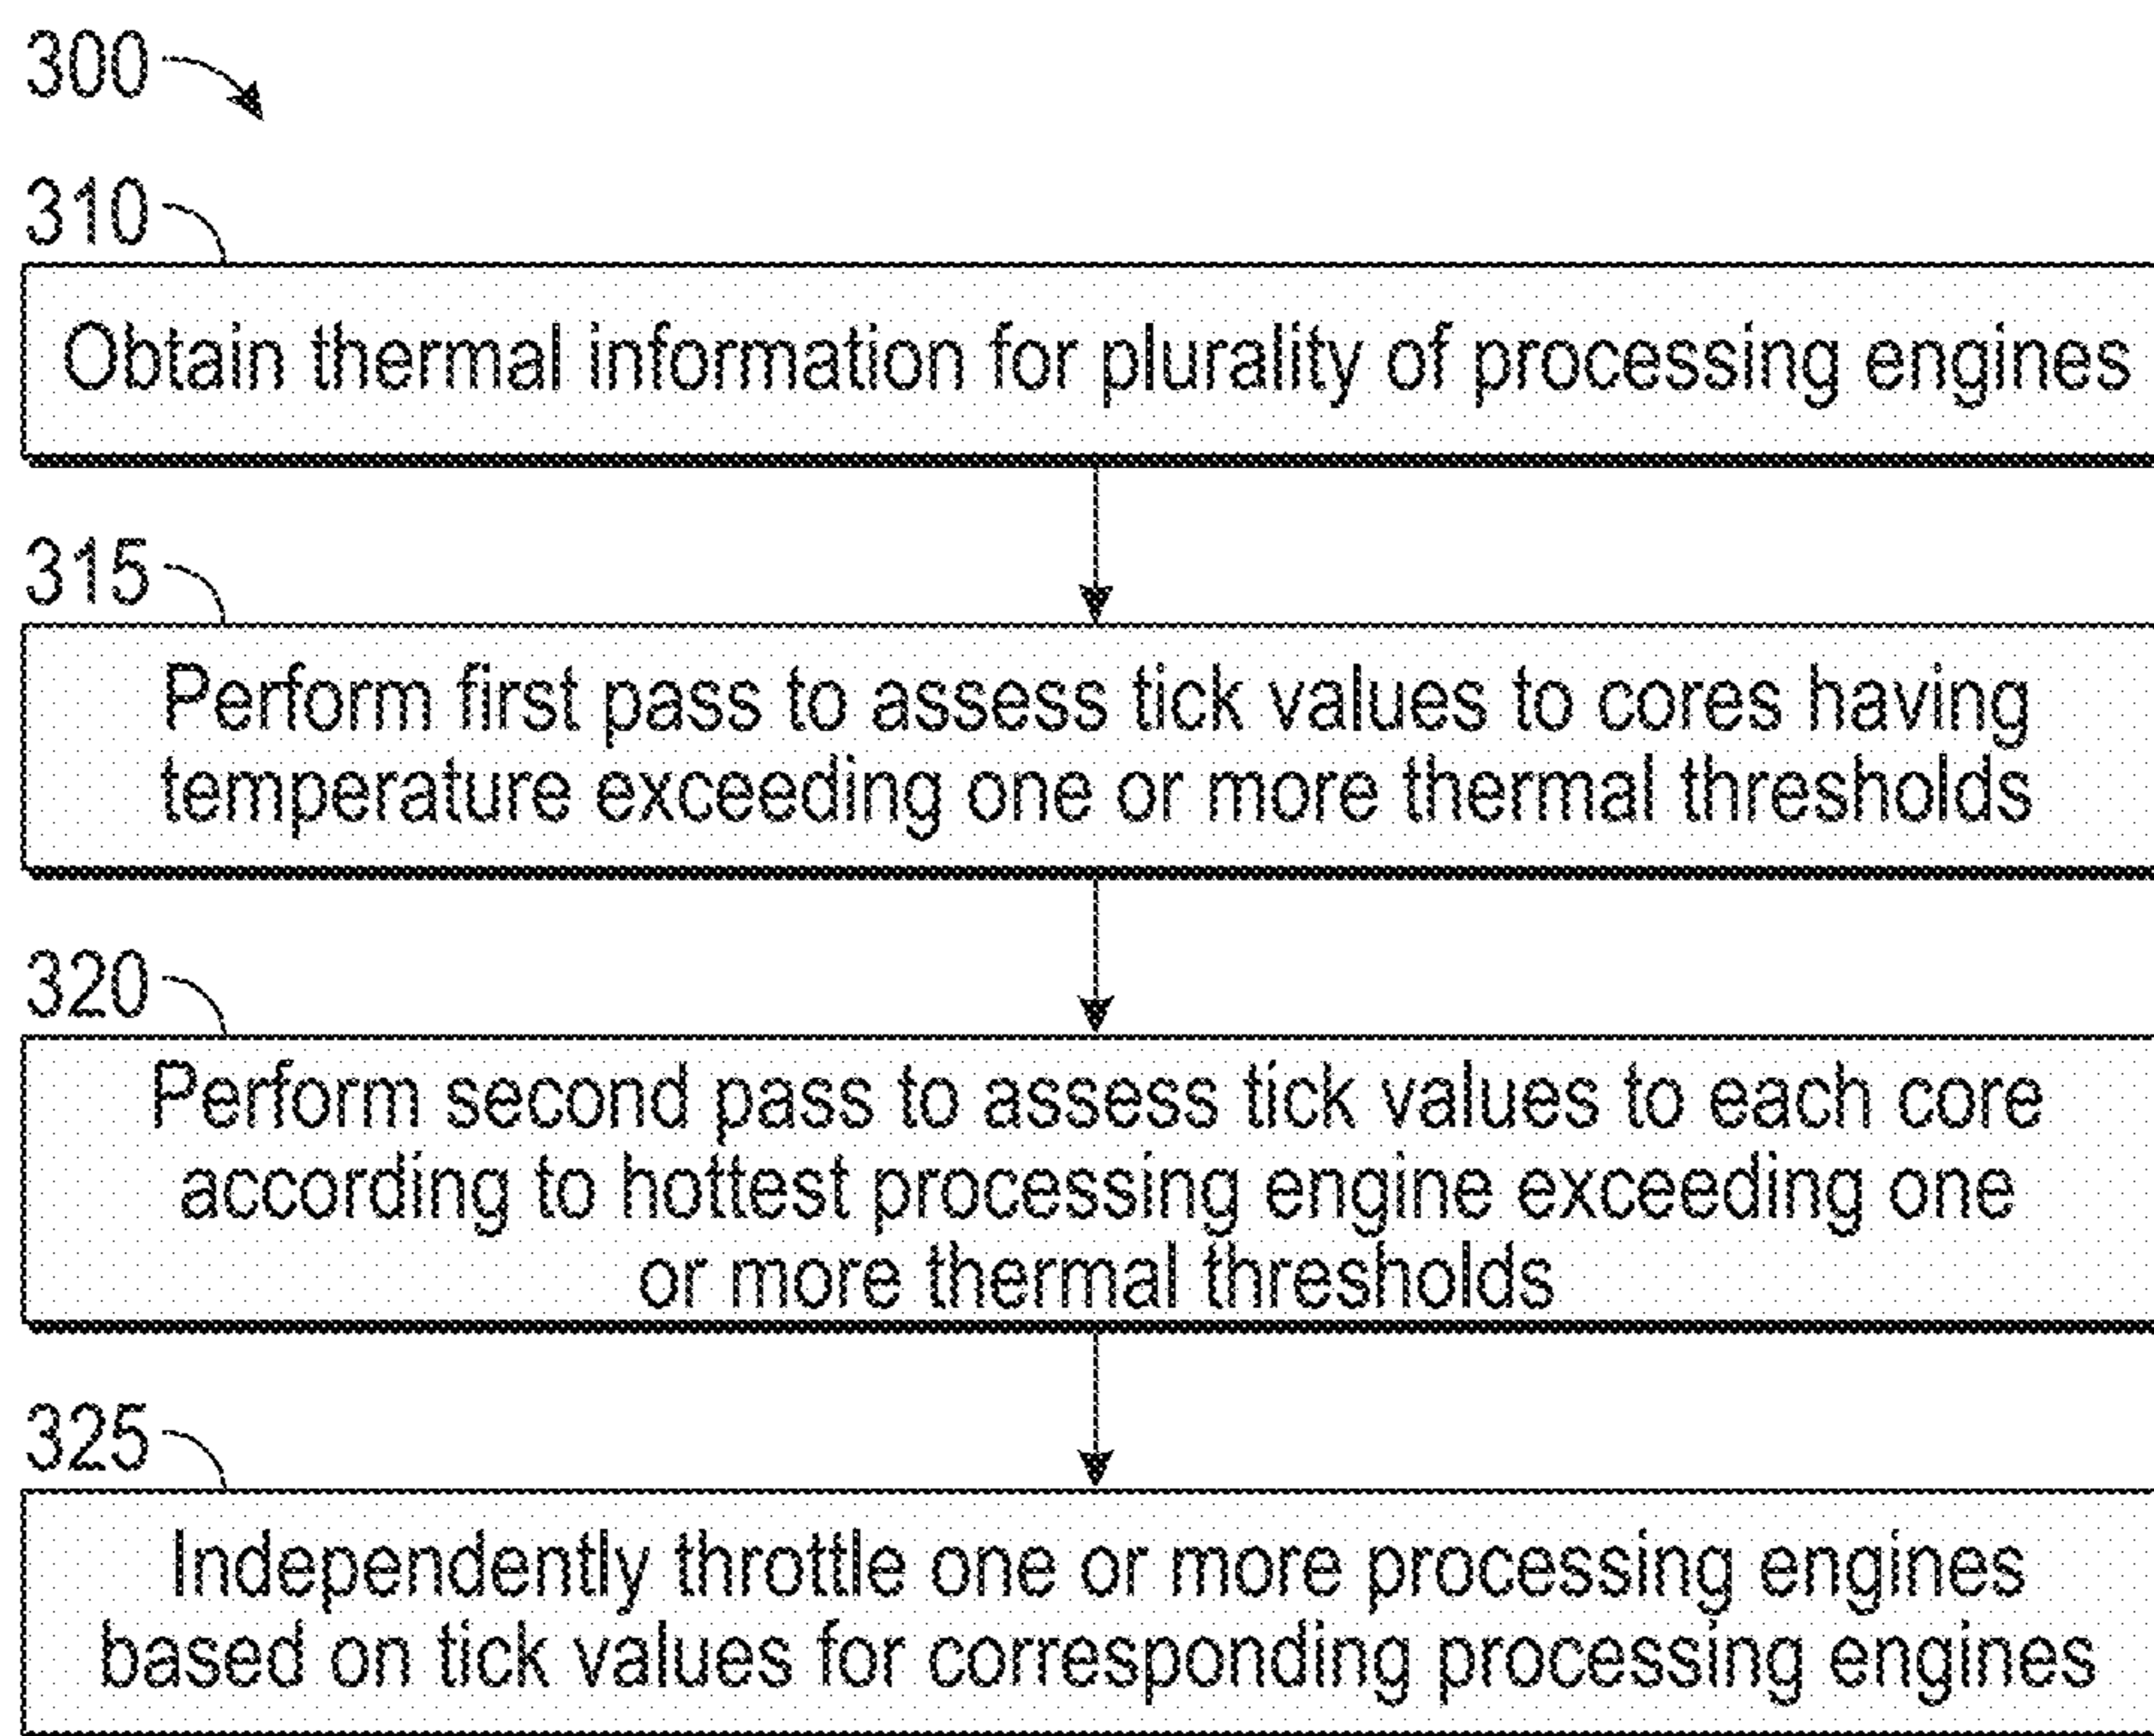 300
310
Obtain thermal information for plurality of processing engines
315
Perform first pass to assess tick values to cores having
temperature exceeding one or more thermal thresholds
320
Perform second pass to assess tick values to each core
according to hottest processing engine exceeding one
or more thermal thresholds
325
Independently throttle one or more processing engines
based on tick values for corresponding processing engines